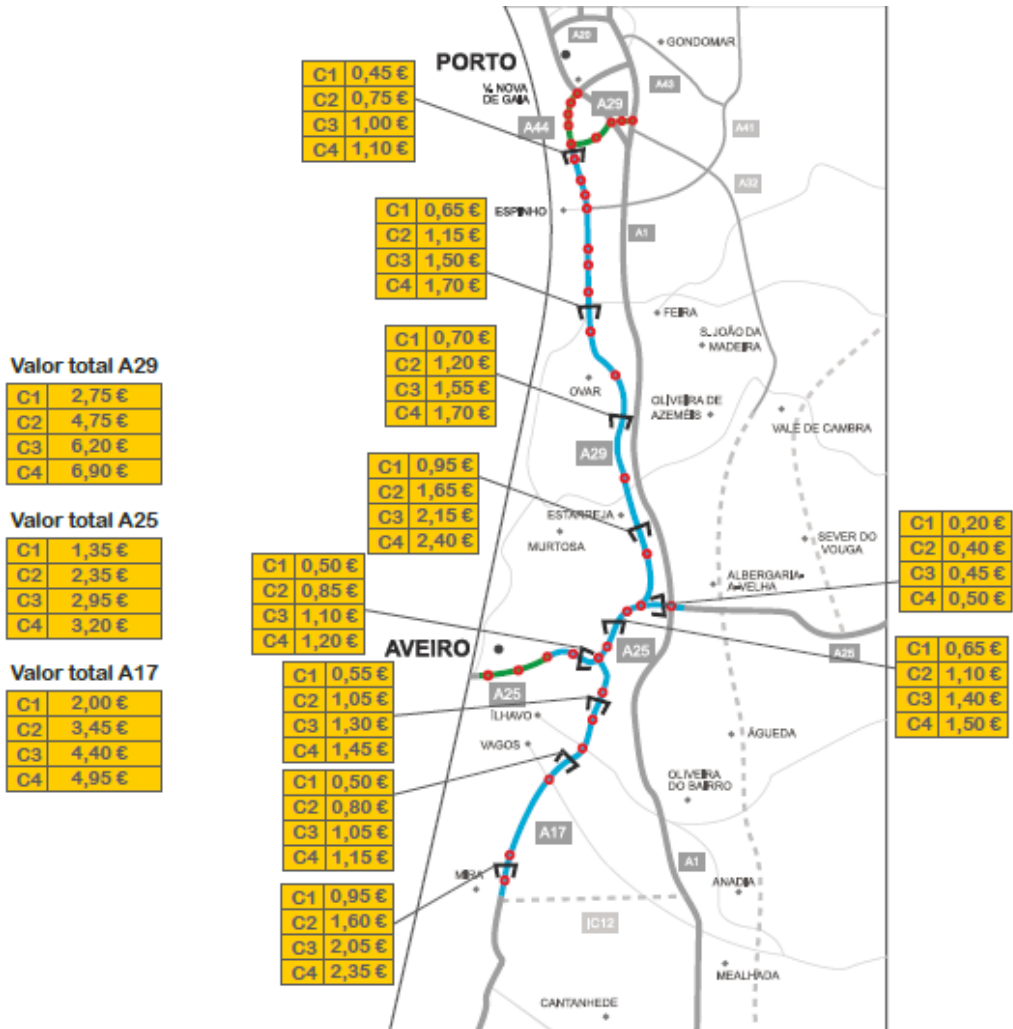 A20
GONDOMAR
PORTO
C1 0,45 €
C2 0,75 €
C3 1,00 €
C4 1,10 €
V. NOVA
DE GAIA
A43
A29
A44
A41
A32
ESPINHO
A1
C1 0,65 €
C2 1,15 €
C3 1,50 €
C4 1,70 €
FEIRA
S. JOÃO DA
MADEIRA
C1 0,70 €
C2 1,20 €
C3 1,55 €
C4 1,70 €
OVAR
OLIVEIRA DE
AZEMÉIS
VALE DE CAMBRA
Valor total A29
C1 2,75 €
C2 4,75 €
C3 6,20 €
C4 6,90 €
A29
C1 0,95 €
C2 1,65 €
C3 2,15 €
C4 2,40 €
ESTARREJA
MURTOSA
SEVER DO
VOUGA
C1 0,20 €
C2 0,40 €
C3 0,45 €
C4 0,50 €
Valor total A25
C1 1,35 €
C2 2,35 €
C3 2,95 €
C4 3,20 €
C1 0,50 €
C2 0,85 €
C3 1,10 €
C4 1,20 €
ALBERGARIA-
A-VELHA
AVEIRO
A25
A25
C1 0,65 €
C2 1,10 €
C3 1,40 €
C4 1,50 €
Valor total A17
C1 2,00 €
C2 3,45 €
C3 4,40 €
C4 4,95 €
C1 0,55 €
C2 1,05 €
C3 1,30 €
C4 1,45 €
A25
ÍLHAVO
VAGOS
ÁGUEDA
C1 0,50 €
C2 0,80 €
C3 1,05 €
C4 1,15 €
OLIVEIRA
DO BAIRRO
A17
A1
MIRA
ANADIA
C1 0,95 €
C2 1,60 €
C3 2,05 €
C4 2,35 €
IC12
MEALHADA
CANTANHEDE